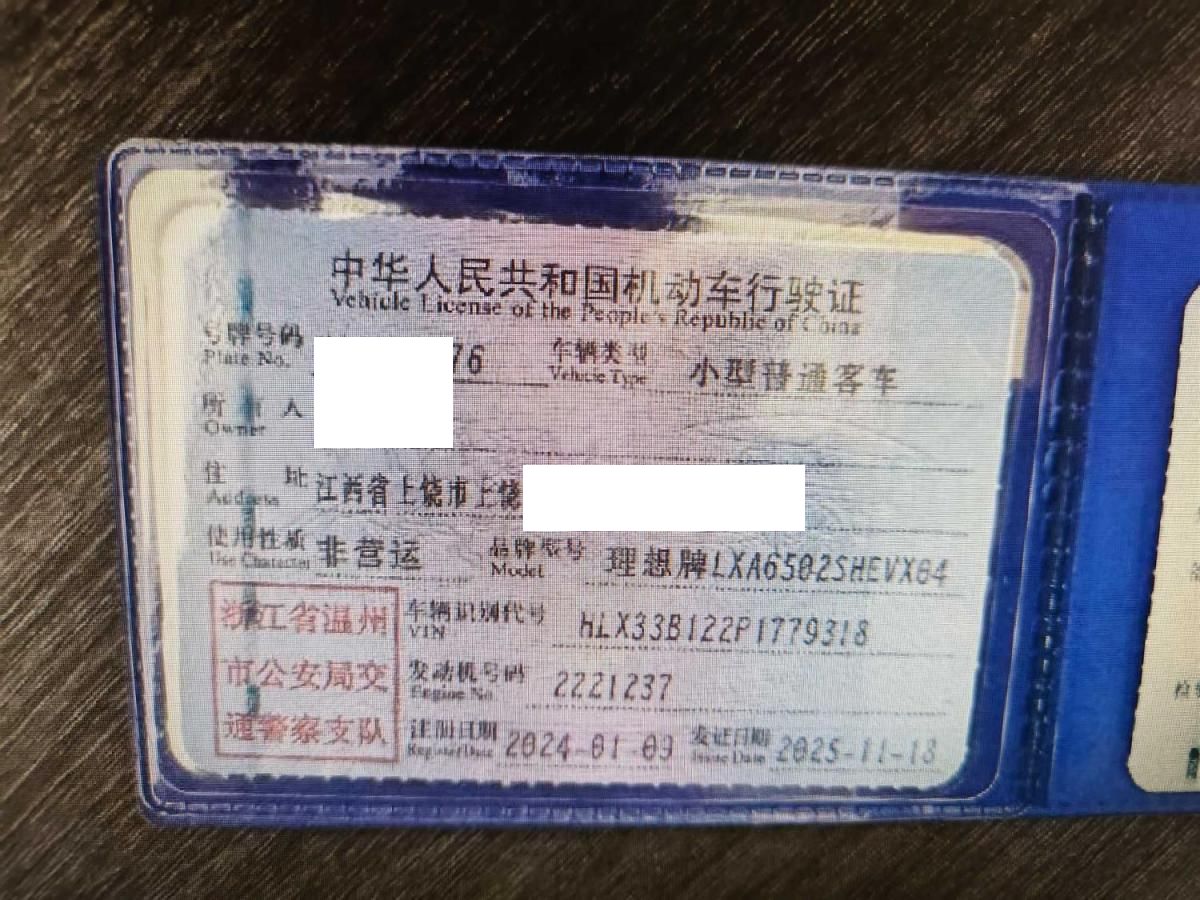 中华人民共和国机动车行驶证
Vehicle License of the People's Republic of China
号牌号码 76 车辆类型 小型普通客车
Plate No. Vehicle Type
所有人
Owner
住址 江西省上饶市上饶
Address
使用性质 非营运 品牌型号 理想牌LXA6502SHEVX04
Use Character Model
浙江省温州
市公安局交
通警察支队
车辆识别代号 HLX33B122P1779318
VIN
发动机号码 2221237
Engine No.
注册日期 2024-01-09 发证日期 2025-11-18
Register Date Issue Date